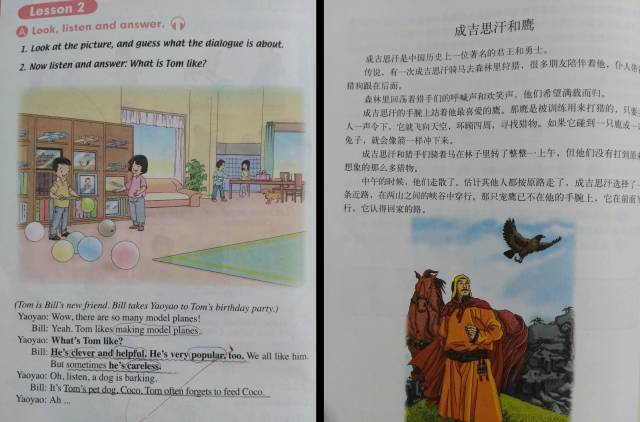 Lesson 2
A Look, listen and answer.
1. Look at the picture, and guess what the dialogue is about.
2. Now listen and answer: What is Tom like?
(Tom is Bill's new friend. Bill takes Yaoyao to Tom's birthday party.)
Yaoyao: Wow, there are so many model planes!
Bill: Yeah. Tom likes making model planes.
Yaoyao: What's Tom like?
Bill: He's clever and helpful. He's very popular, too. We all like him.
But sometimes he's careless.
Yaoyao: Oh, listen, a dog is barking.
Bill: It's Tom's pet dog, Coco. Tom often forgets to feed Coco.
Yaoyao: Ah ...
成吉思汗和鹰
成吉思汗是中国历史上一位著名的君王和勇士。
传说，有一次成吉思汗骑马去森林里狩猎，很多朋友陪伴着他，仆人带
猎狗跟在后面。
森林里回荡着猎手们的呼喊声和欢笑声，他们希望满载而归。
成吉思汗的手腕上站着他最喜爱的鹰。那鹰是被训练用来打猎的，只要
人一声令下，它就飞向天空，环顾四周，寻找猎物。如果它碰到一只鹿或一
兔子，就会像箭一样冲下来。
成吉思汗和猎手们骑着马在林子里转了整整一上午，但他们没有打到
想象的那么多猎物。
中午的时候，他们走散了。估计其他人都按原路走了，成吉思汗选择了
条近路，在两山之间的峡谷中穿行。那只宠鹰已不在他的手腕上，它在前面
行，它认得回家的路。